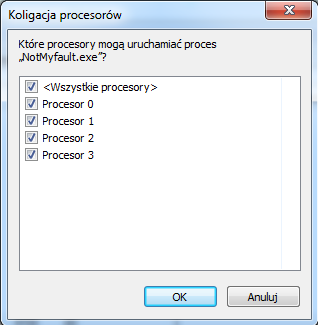 Koligacja procesorów
Które procesory mogą uruchamiać proces
„NotMyfault.exe"?
<Wszystkie procesory>
Procesor 0
Procesor 1
Procesor 2
Procesor 3
OK
Anuluj